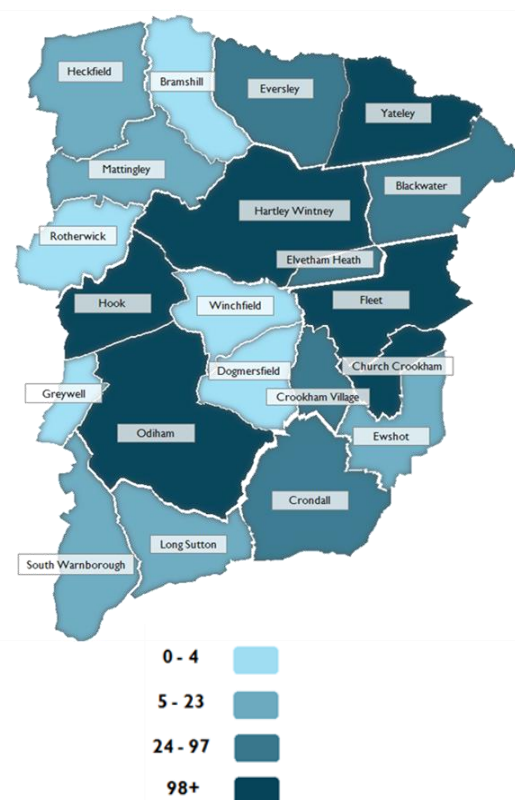 Heckfield
Bramshill
Eversley
Yateley
Mattingley
Blackwater
Hartley Wintney
Rotherwick
Elvetham Heath
Hook
Winchfield
Fleet
Dogmersfield
Church Crookham
Greywell
Crookham Village
Odiham
Ewshot
Crondall
Long Sutton
South Warnborough
0 - 4
5 - 23
24 - 97
98+